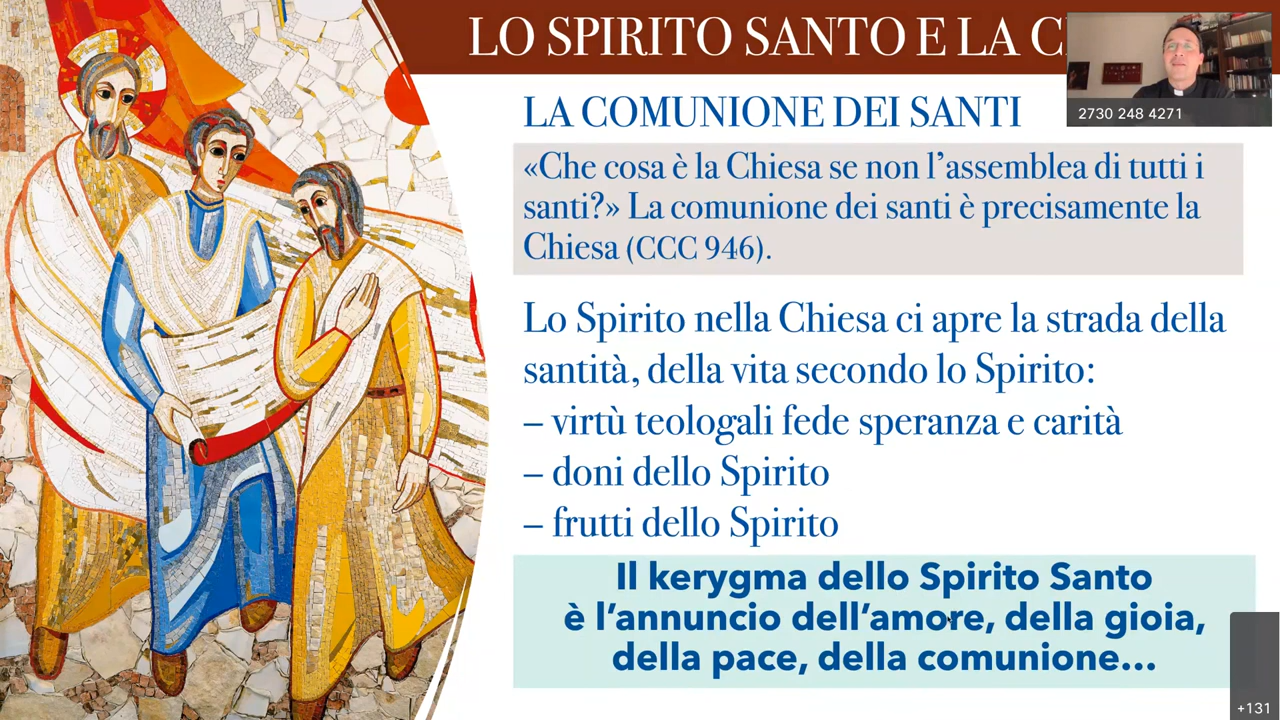 LO SPIRITO SANTO E LA
2730 248 4271
LA COMUNIONE DEI SANTI
«Che cosa è la Chiesa se non l’assemblea di tutti i
santi?» La comunione dei santi è precisamente la
Chiesa (CCC 946).
Lo Spirito nella Chiesa ci apre la strada della
santità, della vita secondo lo Spirito:
– virtù teologali fede speranza e carità
– doni dello Spirito
– frutti dello Spirito
Il kerygma dello Spirito Santo
è l’annuncio dell’amore, della gioia,
della pace, della comunione...
+131